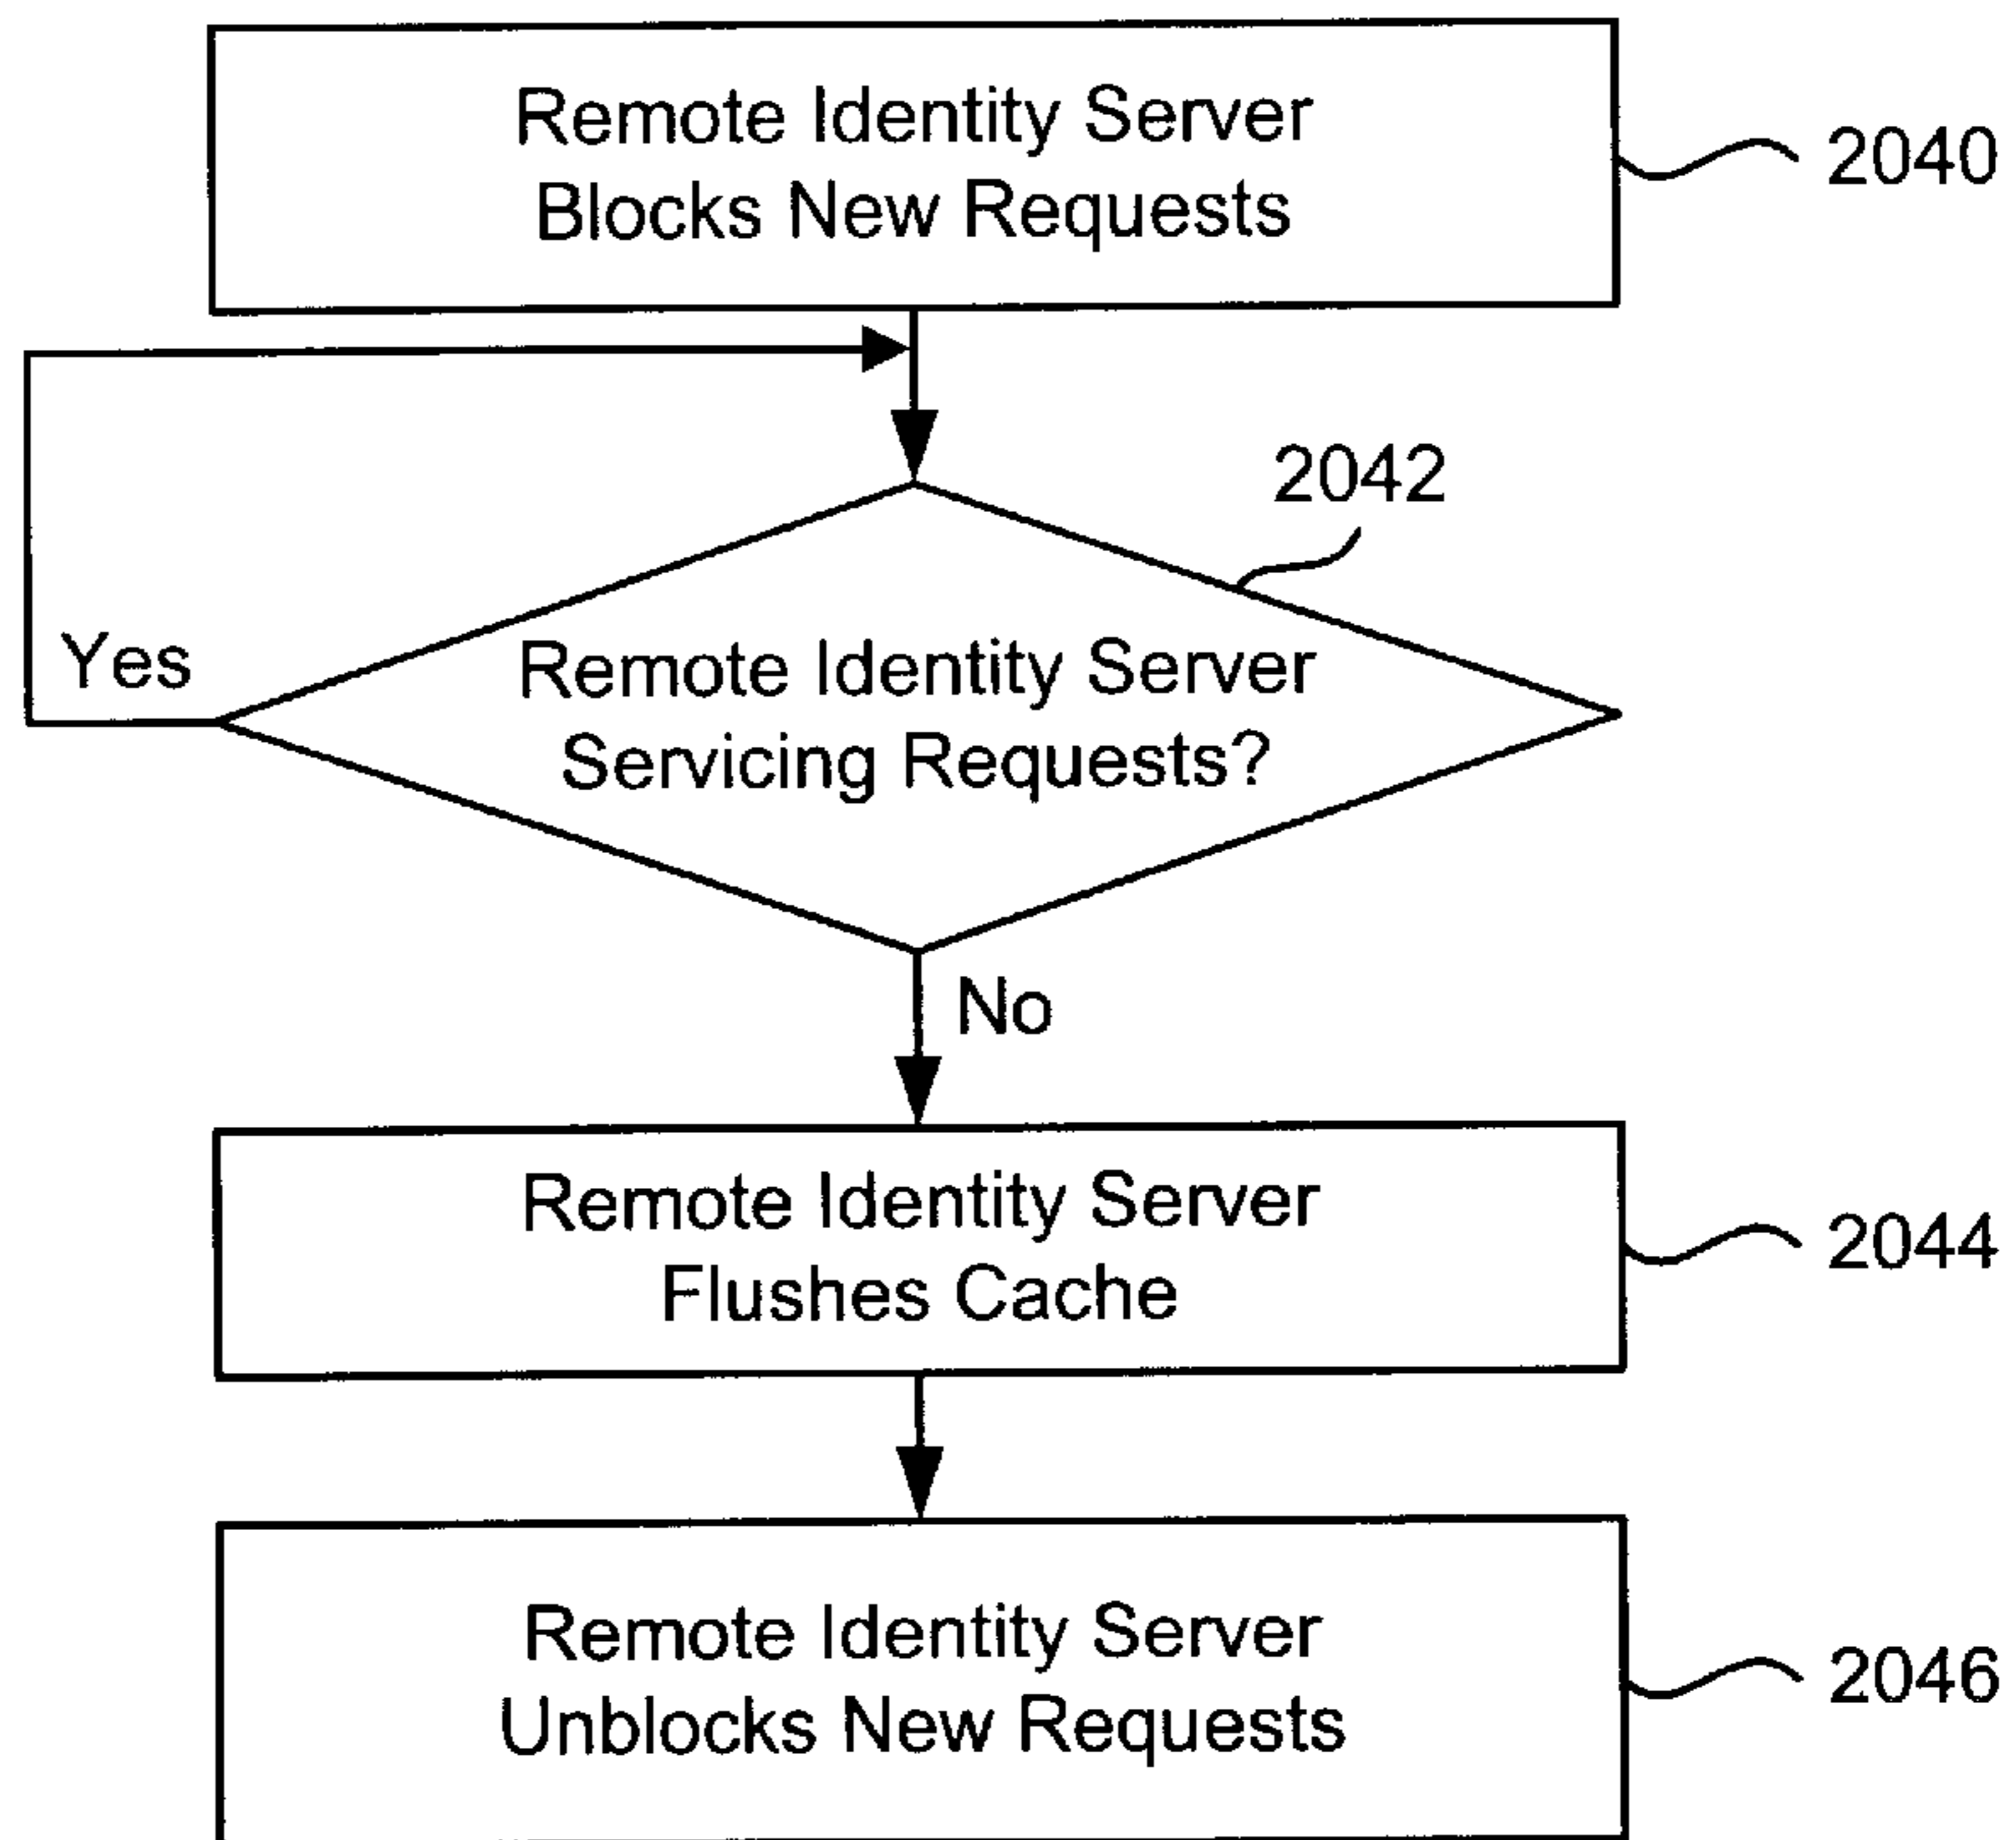 Remote Identity Server
Blocks New Requests
2040
2042
Yes
Remote Identity Server
Servicing Requests?
No
Remote Identity Server
Flushes Cache
2044
Remote Identity Server
Unblocks New Requests
2046